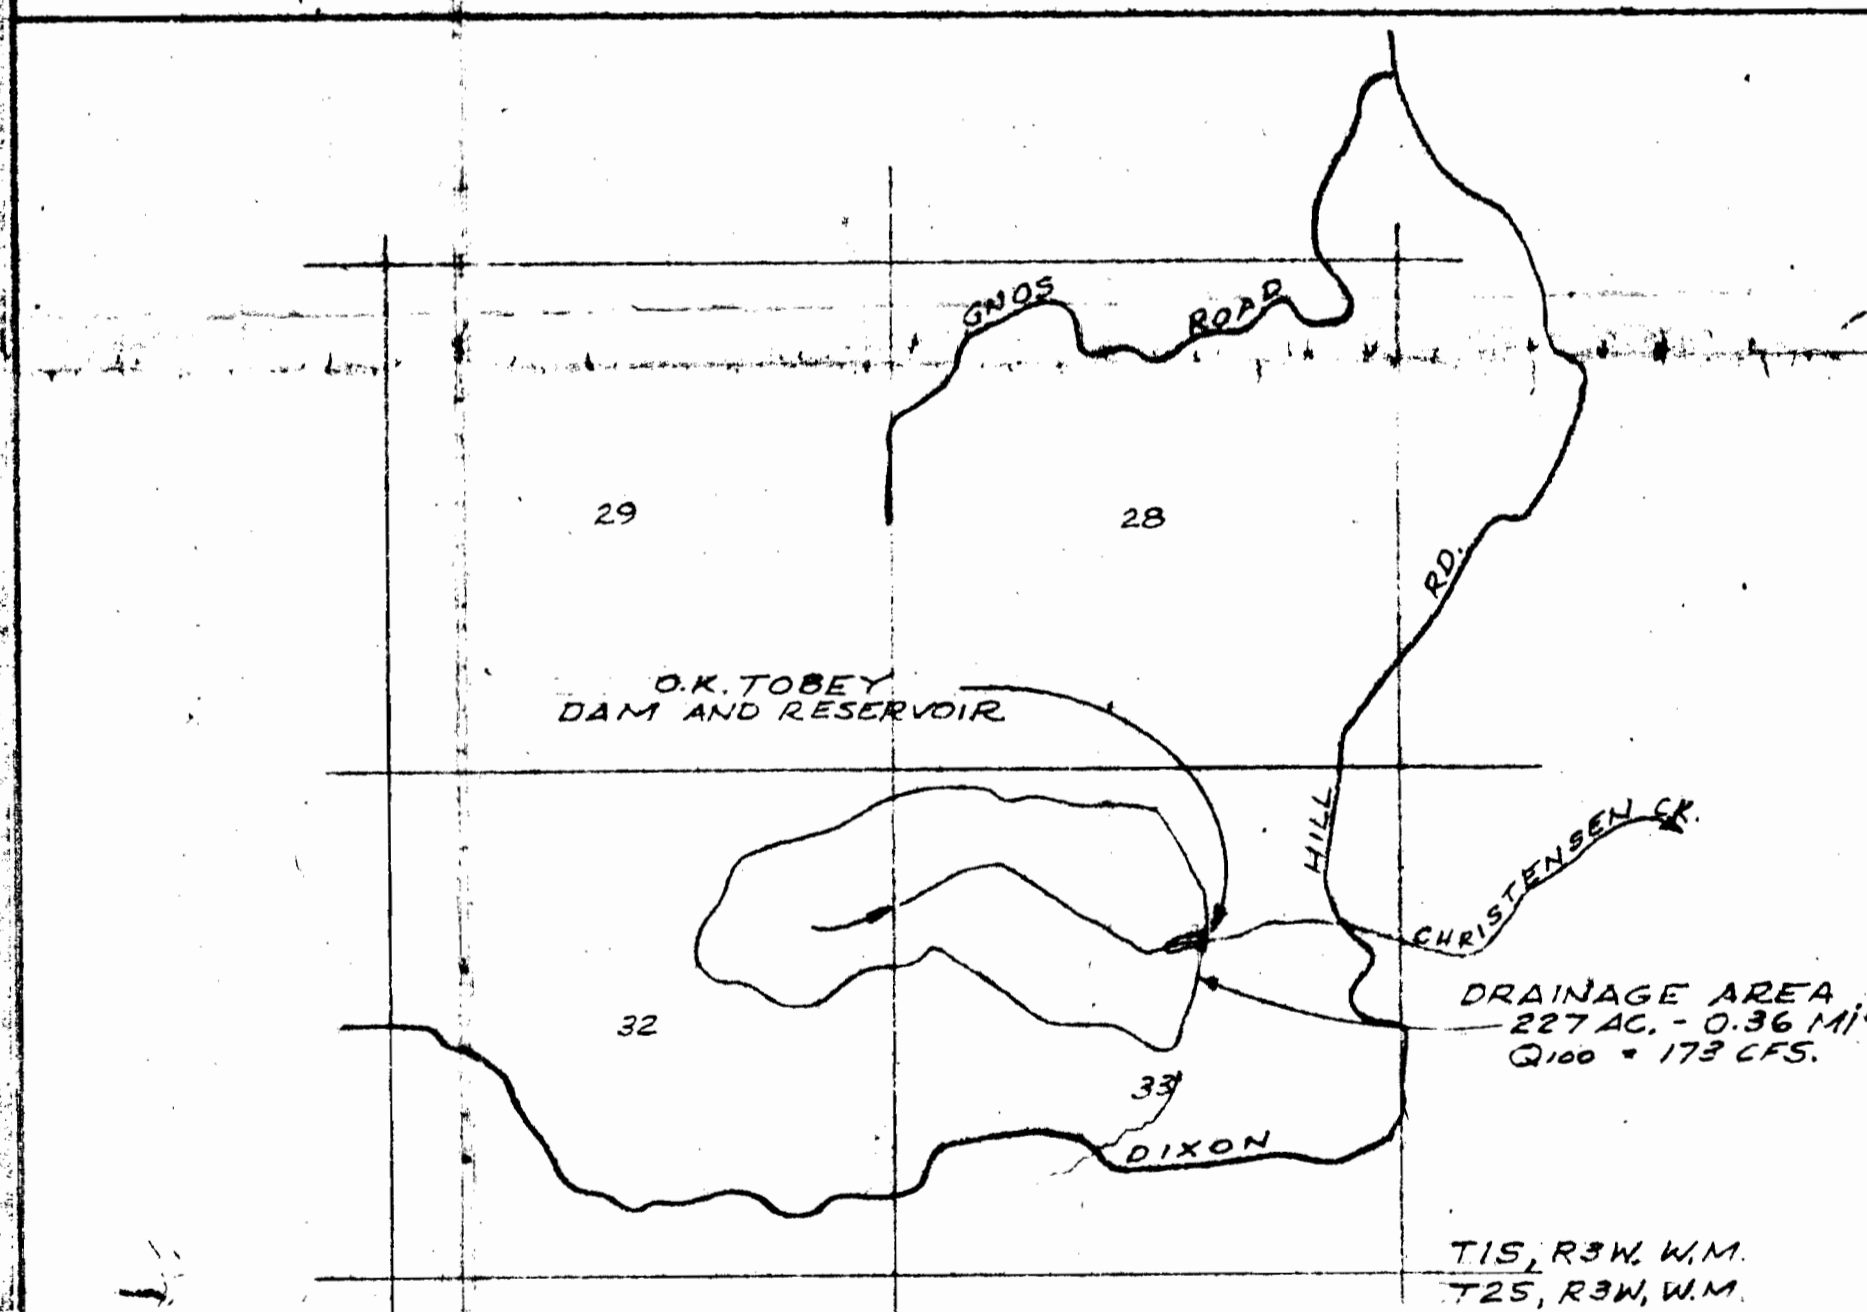 GNOS ROAD
29
28
RD.
O.K. TOBEY
DAM AND RESERVOIR
HILL
CHRISTENSEN CK.
DRAINAGE AREA
227 AC. - 0.36 Mi
Q100 = 173 CFS.
32
33
DIXON
T1S, R3W. W.M.
T2S, R3W, W.M.